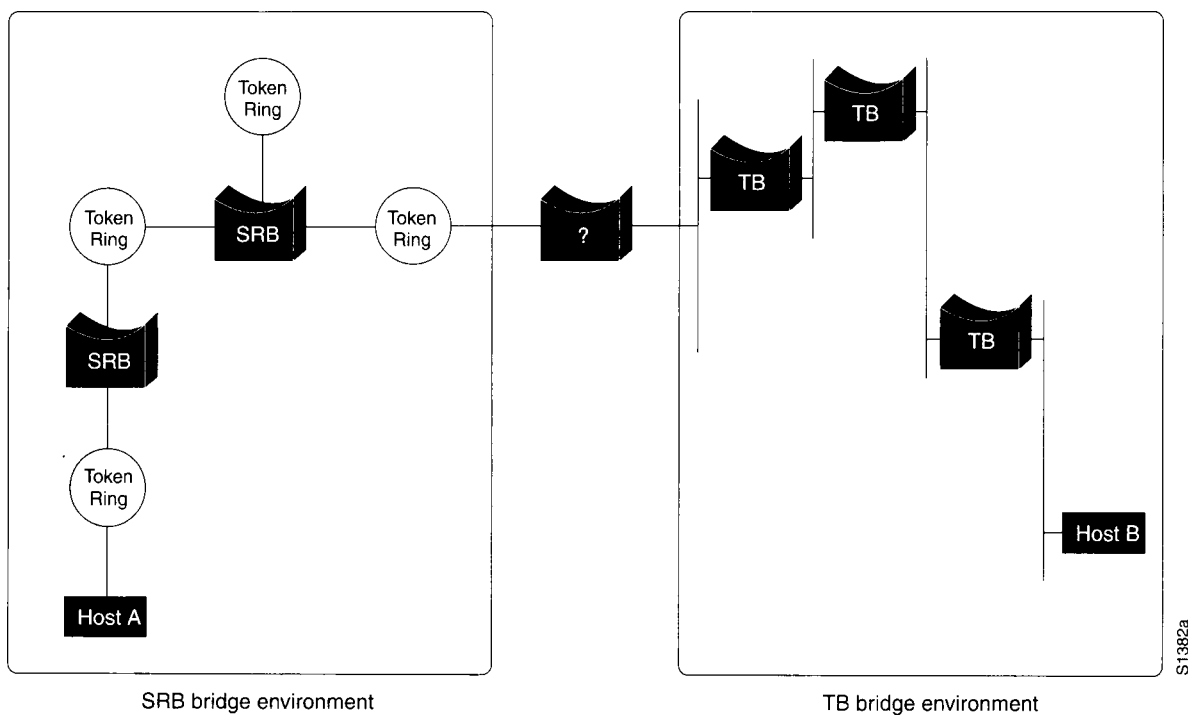 Token
Ring
TB
TB
Token
Ring
SRB
Token
Ring
?
SRB
TB
Token
Ring
Host B
Host A
S1382a
SRB bridge environment
TB bridge environment